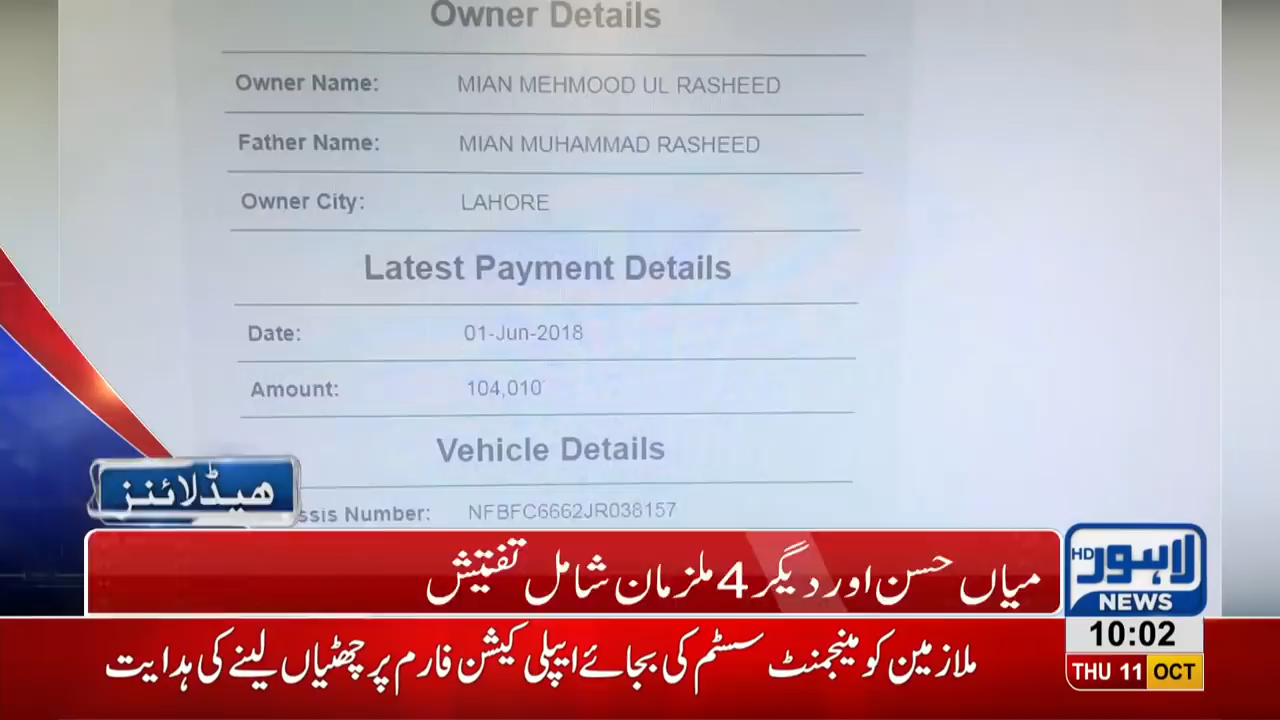 Owner Details
Owner Name: MIAN MEHMOOD UL RASHEED
Father Name: MIAN MUHAMMAD RASHEED
Owner City: LAHORE
Latest Payment Details
Date: 01-Jun-2018
Amount: 104,010
Vehicle Details
ssis Number: NFBFC6662JR038157
ھیڈلائنز
میاں حسن اور دیگر 4 ملزمان شامل تفتیش
HD لاہور
NEWS
10:02
ملازمین کو مینجمنٹ سسٹم کی بجائے ایپلی کیشن فارم پر چھٹیاں لینے کی ہدایت
THU 11 OCT